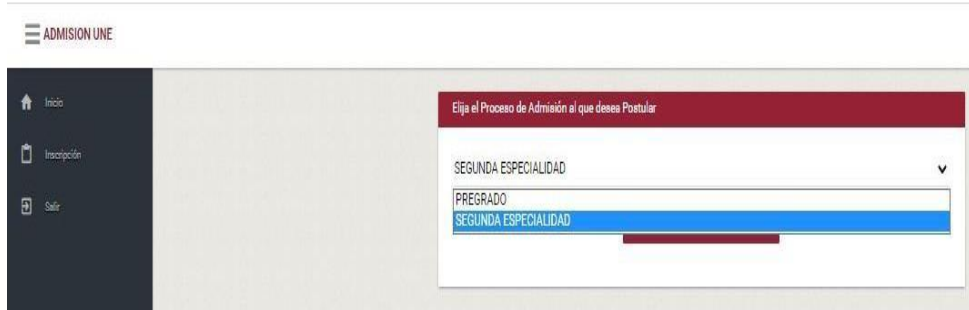 ADMISION UNE
Inicio
Inscripción
Salir
Elija el Proceso de Admisión al que desea Postular
SEGUNDA ESPECIALIDAD
PREGRADO
SEGUNDA ESPECIALIDAD